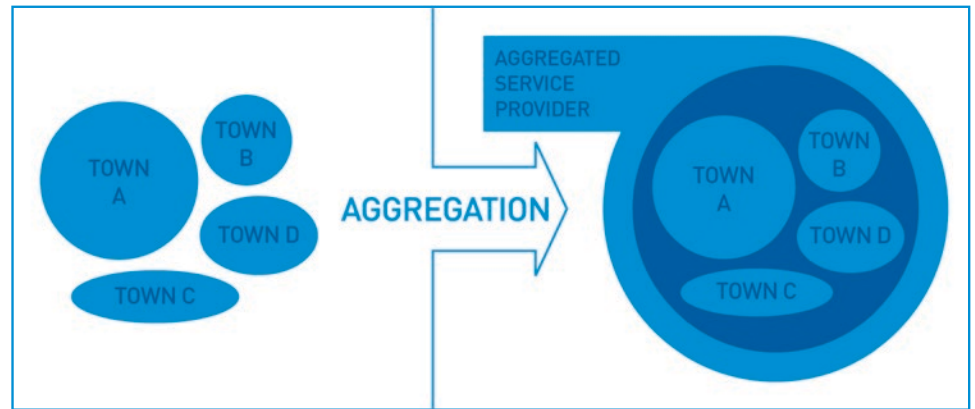 TOWN
A
TOWN
B
TOWN D
TOWN C
AGGREGATION
AGGREGATED
SERVICE
PROVIDER
TOWN
A
TOWN
B
TOWN D
TOWN C